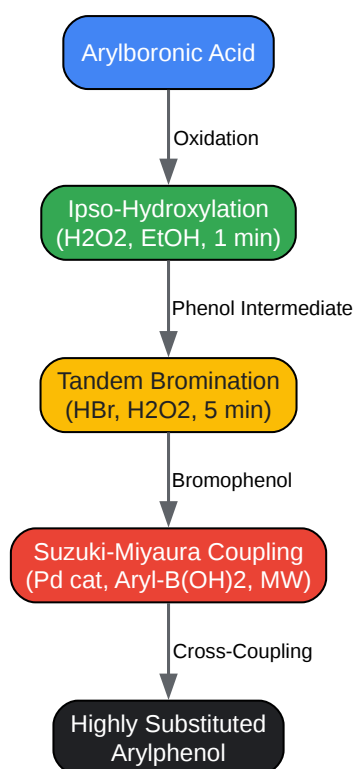 Arylboronic Acid
Oxidation
Ipso-Hydroxylation
(H2O2, EtOH, 1 min)
Phenol Intermediate
Tandem Bromination
(HBr, H2O2, 5 min)
Bromophenol
Suzuki-Miyaura Coupling
(Pd cat, Aryl-B(OH)2, MW)
Cross-Coupling
Highly Substituted
Arylphenol